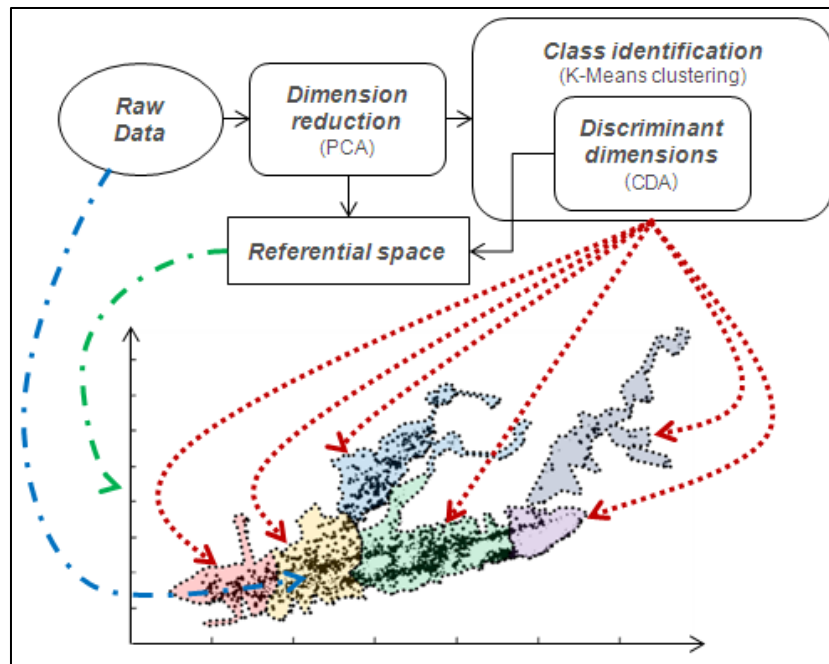 Raw
Data
Dimension
reduction
(PCA)
Class identification
(K-Means clustering)
Discriminant
dimensions
(CDA)
Referential space